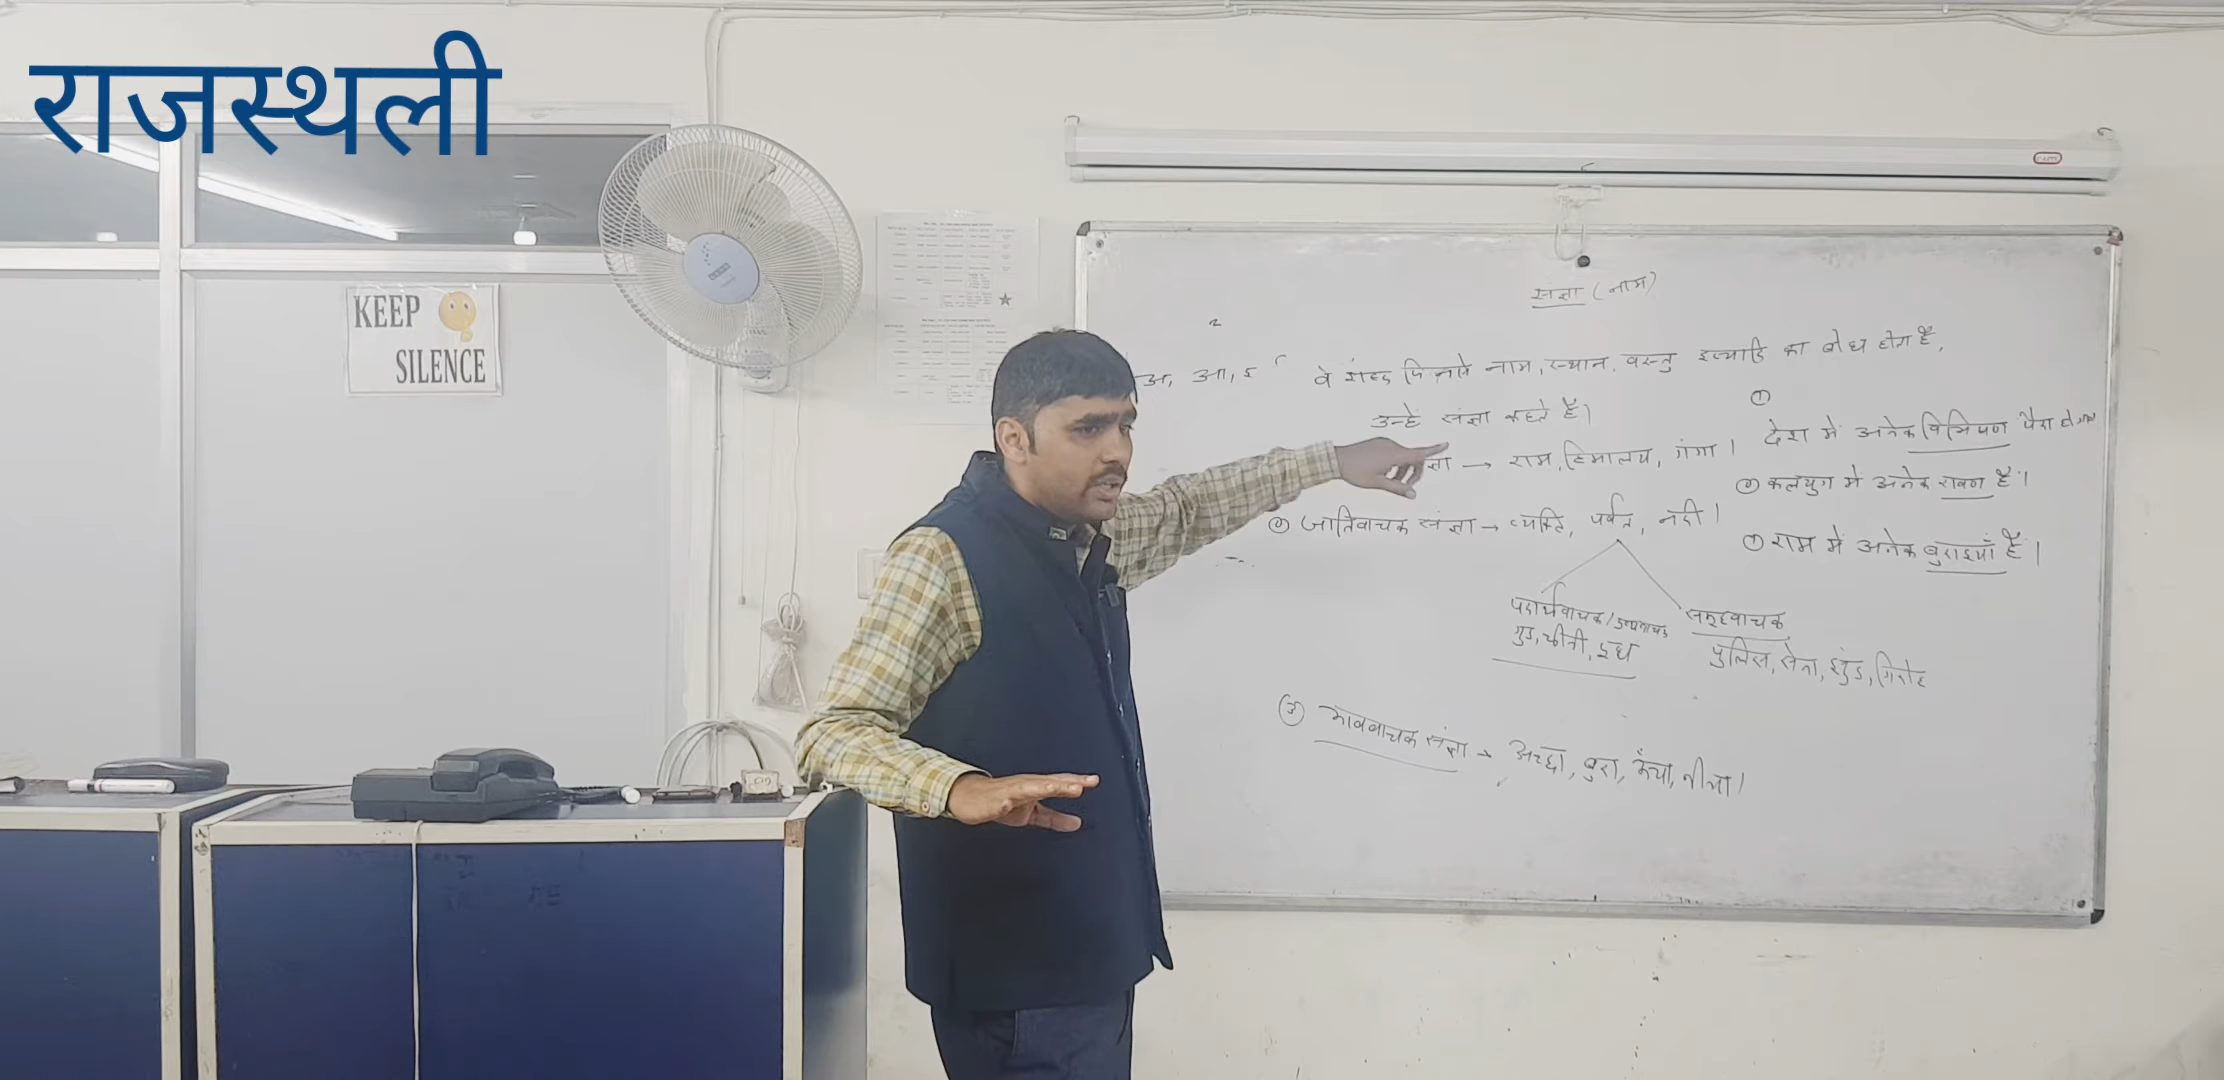 राजस्थली
KEEP
SILENCE
संज्ञा (नाम)
अ, आ, इ
वे शब्द जिनसे नाम, स्थान, वस्तु इत्यादि का बोध होता है,
उन्हे संज्ञा कहते हैं।
ज्ञा → राम, हिमालय, गंगा।
② जातिवाचक संज्ञा → व्यक्ति, पर्वत, नदी।
पदार्थवाचक/द्रव्यवाचक
गुड, चीनी, दूध
समूहवाचक
पुलिस, सेना, झुंड, गिरोह
③ भाववाचक संज्ञा → अच्छा, बुरा, ऊँचा, नीचा।
①
देश में अनेक विभिषण पैदा हो गए
② कलयुग में अनेक रावण हैं।
राम में अनेक बुराइयाँ हैं।